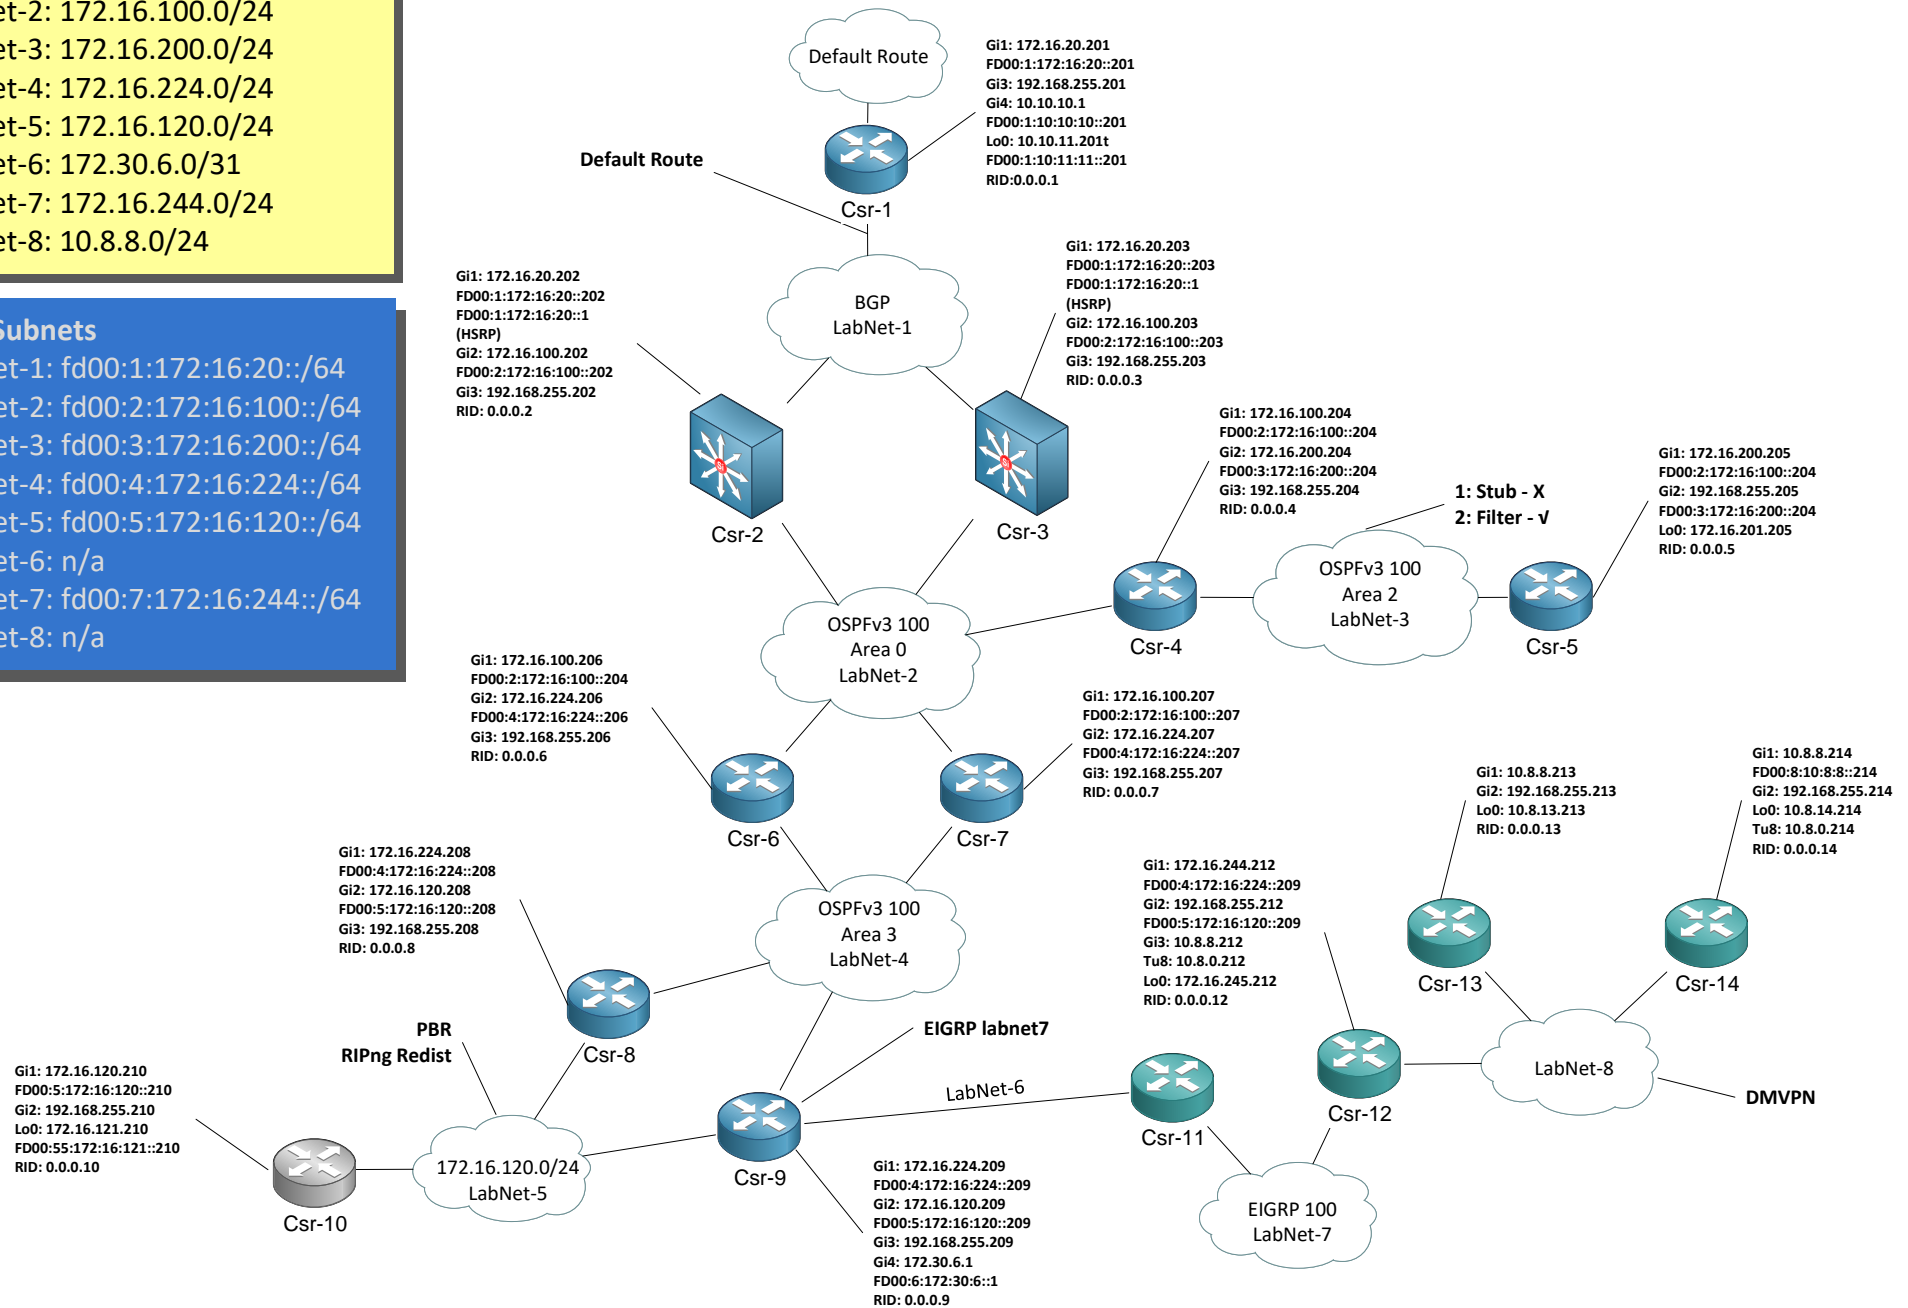 et-2: 172.16.100.0/24
et-3: 172.16.200.0/24
et-4: 172.16.224.0/24
et-5: 172.16.120.0/24
et-6: 172.30.6.0/31
et-7: 172.16.244.0/24
et-8: 10.8.8.0/24
Subnets
et-1: fd00:1:172:16:20::/64
et-2: fd00:2:172:16:100::/64
et-3: fd00:3:172:16:200::/64
et-4: fd00:4:172:16:224::/64
et-5: fd00:5:172:16:120::/64
et-6: n/a
et-7: fd00:7:172:16:244::/64
et-8: n/a
Default Route
Gi1: 172.16.20.201
FD00:1:172:16:20::201
Gi3: 192.168.255.201
Gi4: 10.10.10.1
FD00:1:10:10:10::201
Lo0: 10.10.11.201t
FD00:1:10:11:11::201
RID:0.0.0.1
Csr-1
Default Route
BGP
LabNet-1
Gi1: 172.16.20.202
FD00:1:172:16:20::202
FD00:1:172:16:20::1
(HSRP)
Gi2: 172.16.100.202
FD00:2:172:16:100::202
Gi3: 192.168.255.202
RID: 0.0.0.2
Csr-2
Gi1: 172.16.20.203
FD00:1:172:16:20::203
FD00:1:172:16:20::1
(HSRP)
Gi2: 172.16.100.203
FD00:2:172:16:100::203
Gi3: 192.168.255.203
RID: 0.0.0.3
Csr-3
Gi1: 172.16.100.204
FD00:2:172:16:100::204
Gi2: 172.16.200.204
FD00:3:172:16:200::204
Gi3: 192.168.255.204
RID: 0.0.0.4
Csr-4
1: Stub - X
2: Filter - √
OSPFv3 100
Area 2
LabNet-3
Gi1: 172.16.200.205
FD00:2:172:16:100::204
Gi2: 192.168.255.205
FD00:3:172:16:200::204
Lo0: 172.16.201.205
RID: 0.0.0.5
Csr-5
OSPFv3 100
Area 0
LabNet-2
Gi1: 172.16.100.206
FD00:2:172:16:100::204
Gi2: 172.16.224.206
FD00:4:172:16:224::206
Gi3: 192.168.255.206
RID: 0.0.0.6
Csr-6
Gi1: 172.16.100.207
FD00:2:172:16:100::207
Gi2: 172.16.224.207
FD00:4:172:16:224::207
Gi3: 192.168.255.207
RID: 0.0.0.7
Csr-7
OSPFv3 100
Area 3
LabNet-4
Gi1: 172.16.224.208
FD00:4:172:16:224::208
Gi2: 172.16.120.208
FD00:5:172:16:120::208
Gi3: 192.168.255.208
RID: 0.0.0.8
Csr-8
PBR
RIPng Redist
EIGRP labnet7
Gi1: 172.16.120.210
FD00:5:172:16:120::210
Gi2: 192.168.255.210
Lo0: 172.16.121.210
FD00:55:172:16:121::210
RID: 0.0.0.10
Csr-10
172.16.120.0/24
LabNet-5
Csr-9
Gi1: 172.16.224.209
FD00:4:172:16:224::209
Gi2: 172.16.120.209
FD00:5:172:16:120::209
Gi3: 192.168.255.209
Gi4: 172.30.6.1
FD00:6:172:30:6::1
RID: 0.0.0.9
LabNet-6
Csr-11
EIGRP 100
LabNet-7
Gi1: 172.16.244.212
FD00:4:172:16:224::209
Gi2: 192.168.255.212
FD00:5:172:16:120::209
Gi3: 10.8.8.212
Tu8: 10.8.0.212
Lo0: 172.16.245.212
RID: 0.0.0.12
Csr-12
Gi1: 10.8.8.213
Gi2: 192.168.255.213
Lo0: 10.8.13.213
RID: 0.0.0.13
Csr-13
Gi1: 10.8.8.214
FD00:8:10:8:8::214
Gi2: 192.168.255.214
Lo0: 10.8.14.214
Tu8: 10.8.0.214
RID: 0.0.0.14
Csr-14
LabNet-8
DMVPN